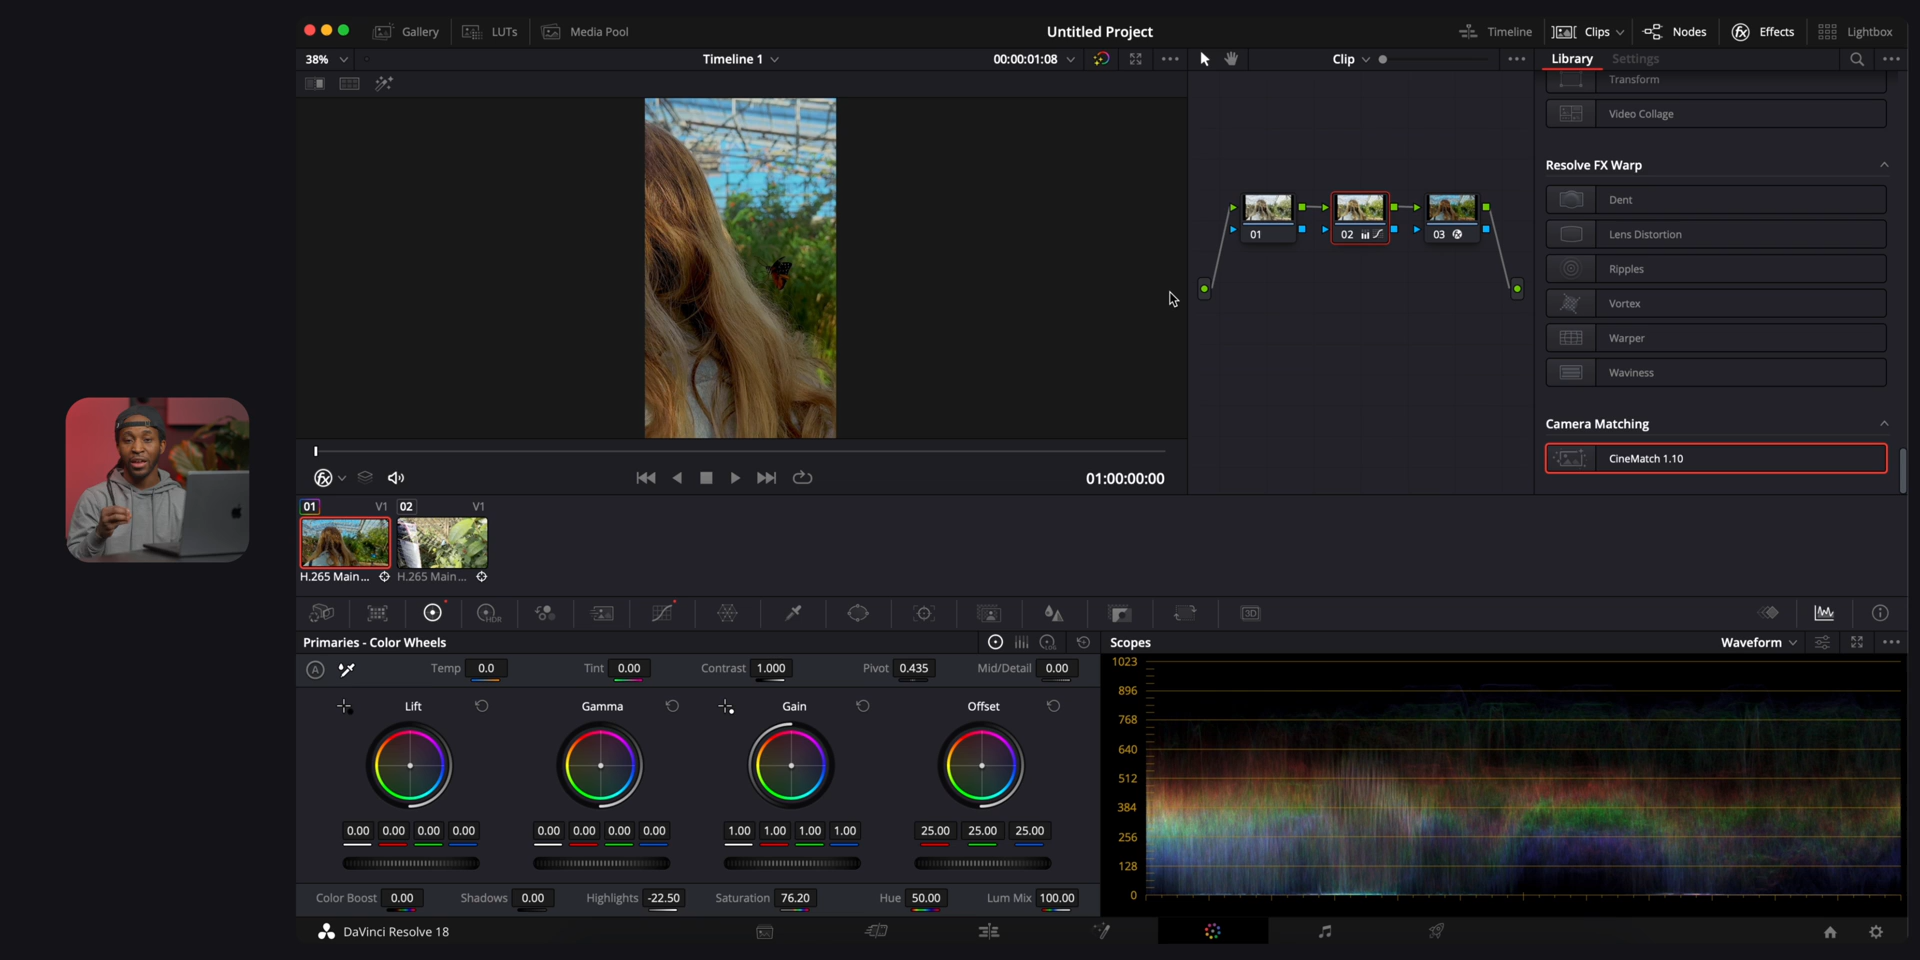 Gallery LUTs Media Pool Untitled Project Timeline Clips Nodes Effects Lightbox
38% Timeline 1 00:00:01:08 Clip Library Settings
Transform
Video Collage
Resolve FX Warp
Dent
Lens Distortion
Ripples
Vortex
Warper
Waviness
01 02 03
Camera Matching
CineMatch 1.10
01:00:00:00
01 V1 02 V1
H.265 Main... H.265 Main...
HDR
3D
Primaries - Color Wheels
LOG
Scopes Waveform
A Temp 0.0 Tint 0.00 Contrast 1.000 Pivot 0.435 Mid/Detail 0.00
Lift Gamma Gain Offset
0.00 0.00 0.00 0.00 0.00 0.00 0.00 0.00 1.00 1.00 1.00 1.00 25.00 25.00 25.00
Color Boost 0.00 Shadows 0.00 Highlights -22.50 Saturation 76.20 Hue 50.00 Lum Mix 100.00
1023
896
768
640
512
384
256
128
0
DaVinci Resolve 18